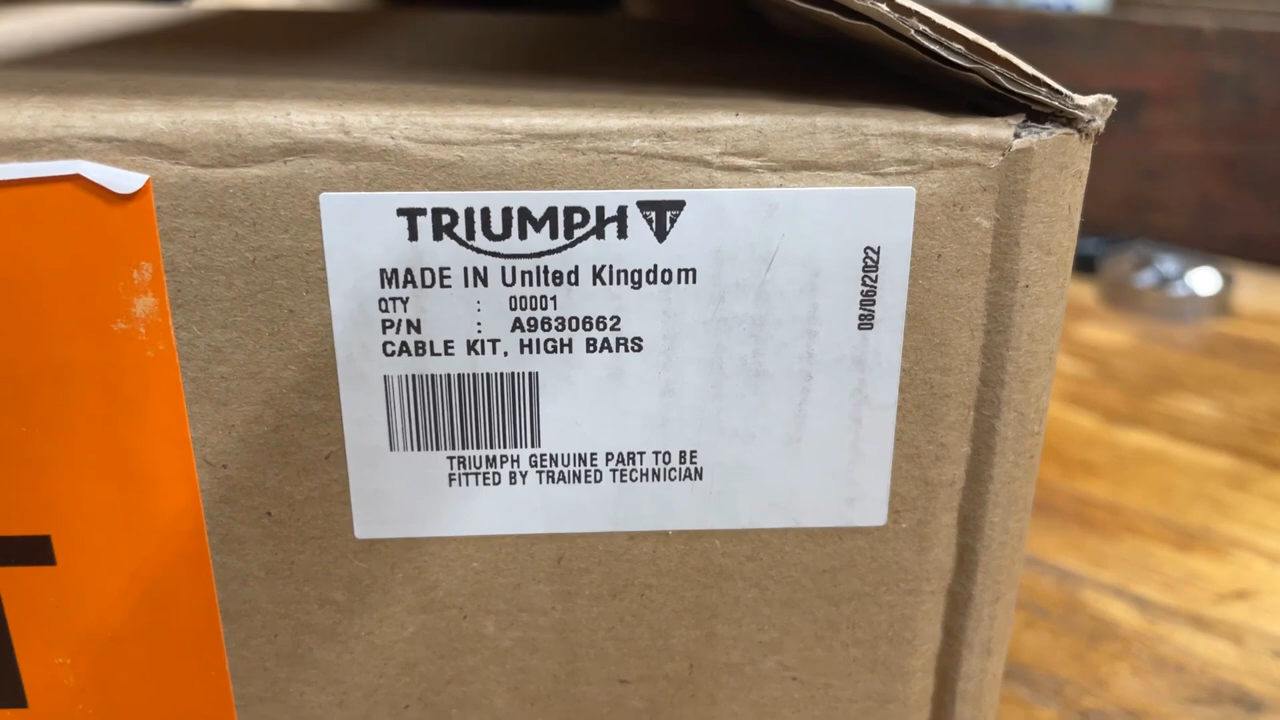 TRIUMPH T
MADE IN United Kingdom
QTY : 00001
P/N : A9630662
CABLE KIT, HIGH BARS
TRIUMPH GENUINE PART TO BE
FITTED BY TRAINED TECHNICIAN
08/06/2022